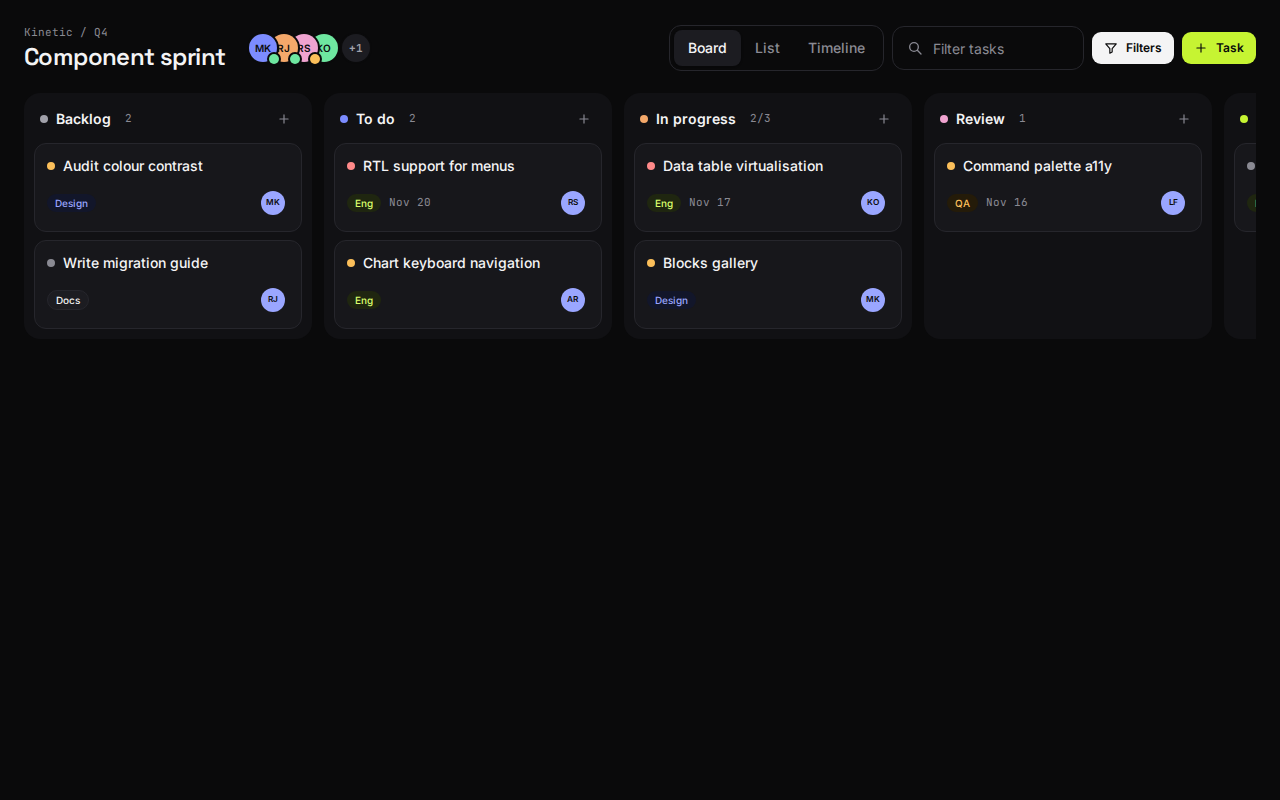 Kinetic / Q4
Component sprint
MK RJ RS KO +1
Board List Timeline
Filter tasks
Filters
+ Task
Backlog 2
Audit colour contrast
Design MK
Write migration guide
Docs RJ
To do 2
RTL support for menus
Eng Nov 20 RS
Chart keyboard navigation
Eng AR
In progress 2/3
Data table virtualisation
Eng Nov 17 KO
Blocks gallery
Design MK
Review 1
Command palette a11y
QA Nov 16 LF